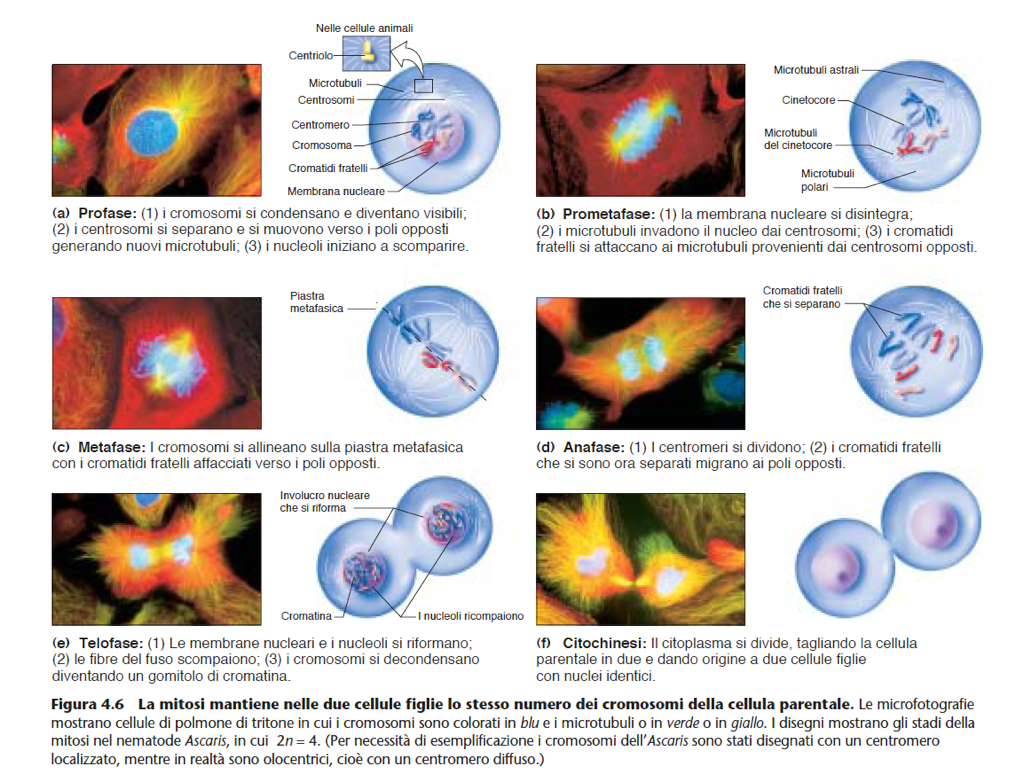 Nelle cellule animali
Centriolo
Microtubuli
Centrosomi
Centromero
Cromosoma
Cromatidi fratelli
Membrana nucleare
(a) Profase: (1) i cromosomi si condensano e diventano visibili;
(2) i centrosomi si separano e si muovono verso i poli opposti
generando nuovi microtubuli; (3) i nucleoli iniziano a scomparire.
Microtubuli astrali
Cinetocore
Microtubuli
del cinetocore
Microtubuli
polari
(b) Prometafase: (1) la membrana nucleare si disintegra;
(2) i microtubuli invadono il nucleo dai centrosomi; (3) i cromatidi
fratelli si attaccano ai microtubuli provenienti dai centrosomi opposti.
Piastra
metafasica
(c) Metafase: I cromosomi si allineano sulla piastra metafasica
con i cromatidi fratelli affacciati verso i poli opposti.
Cromatidi fratelli
che si separano
(d) Anafase: (1) I centromeri si dividono; (2) i cromatidi fratelli
che si sono ora separati migrano ai poli opposti.
Involucro nucleare
che si riforma
Cromatina
I nucleoli ricompaiono
(e) Telofase: (1) Le membrane nucleari e i nucleoli si riformano;
(2) le fibre del fuso scompaiono; (3) i cromosomi si decondensano
diventando un gomitolo di cromatina.
(f) Citochinesi: Il citoplasma si divide, tagliando la cellula
parentale in due e dando origine a due cellule figlie
con nuclei identici.
Figura 4.6 La mitosi mantiene nelle due cellule figlie lo stesso numero dei cromosomi della cellula parentale. Le microfotografie
mostrano cellule di polmone di tritone in cui i cromosomi sono colorati in blu e i microtubuli o in verde o in giallo. I disegni mostrano gli stadi della
mitosi nel nematode Ascaris, in cui 2n = 4. (Per necessità di esemplificazione i cromosomi dell'Ascaris sono stati disegnati con un centromero
localizzato, mentre in realtà sono olocentrici, cioè con un centromero diffuso.)